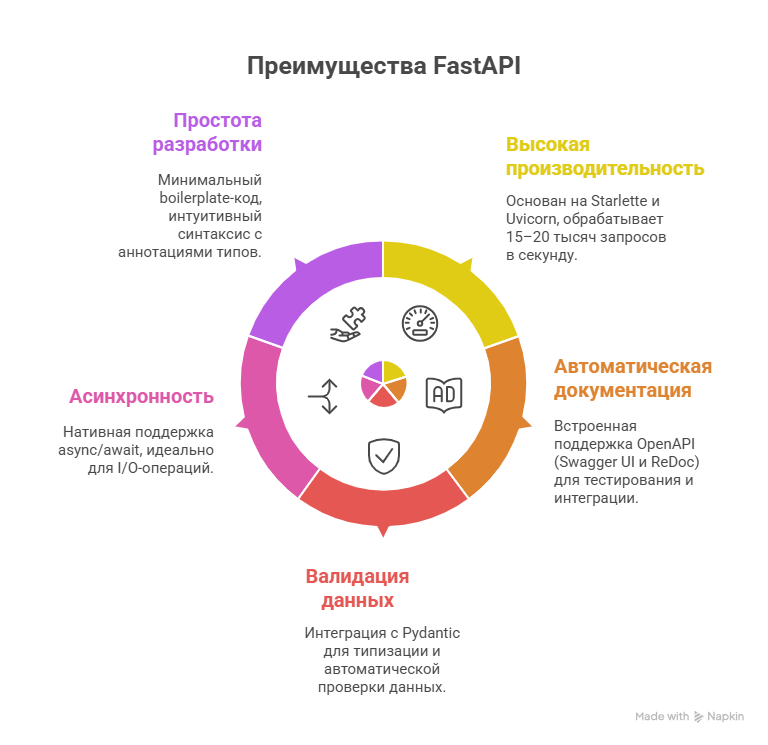 Преимущества FastAPI
Простота
разработки
Минимальный
boilerplate-код,
интуитивный
синтаксис с
аннотациями типов.
Высокая
производительность
Основан на Starlette и
Uvicorn, обрабатывает
15–20 тысяч запросов
в секунду.
Автоматическая
документация
Встроенная
поддержка OpenAPI
(Swagger UI и ReDoc)
для тестирования и
интеграции.
Асинхронность
Нативная поддержка
async/await, идеально
для I/O-операций.
AD
Валидация
данных
Интеграция с Pydantic
для типизации и
автоматической
проверки данных.
Made with Napkin